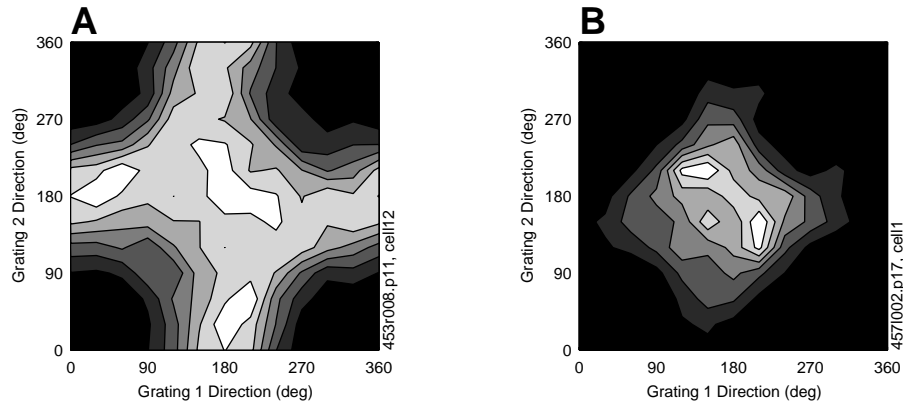 A
360
270
180
90
0
Grating 2 Direction (deg)
0 90 180 270 360
Grating 1 Direction (deg)
453r008.p11, cell12
B
360
270
180
90
0
Grating 2 Direction (deg)
0 90 180 270 360
Grating 1 Direction (deg)
457l002.p17, cell1